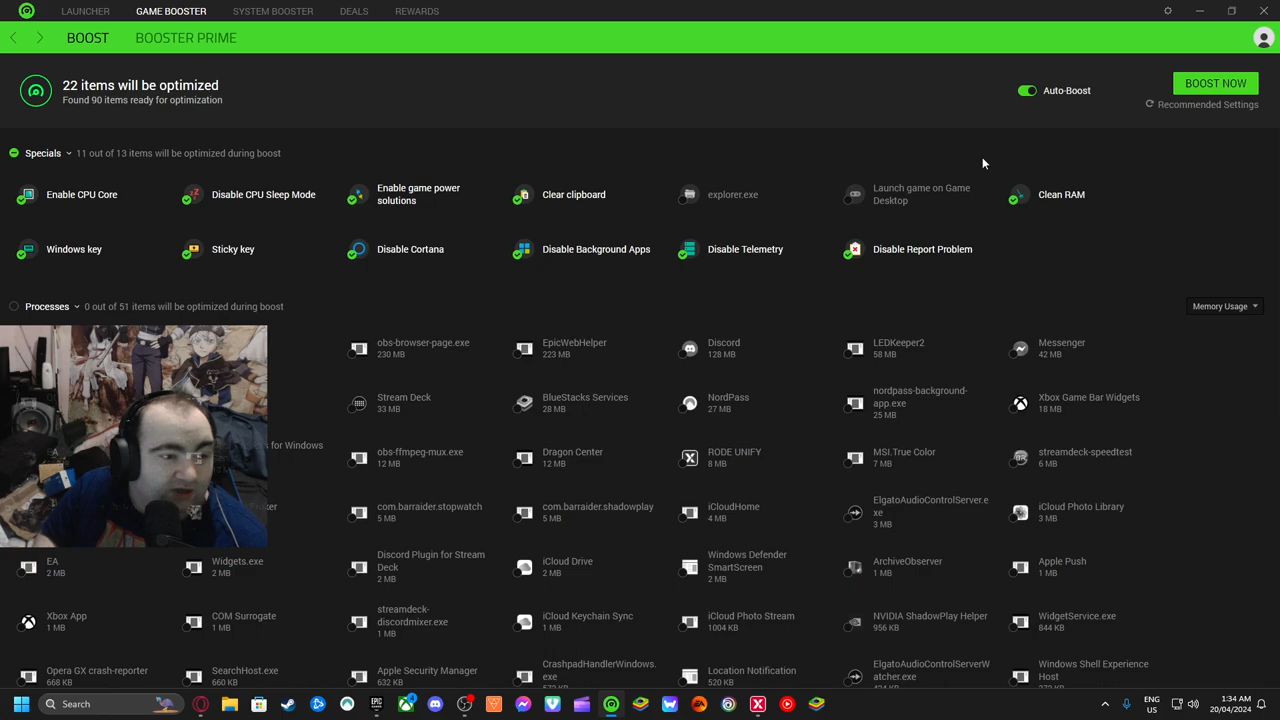 LAUNCHER GAME BOOSTER SYSTEM BOOSTER DEALS REWARDS
BOOST BOOSTER PRIME
22 items will be optimized
Found 90 items ready for optimization
Auto-Boost
BOOST NOW
Recommended Settings
Specials 11 out of 13 items will be optimized during boost
Enable CPU Core
Disable CPU Sleep Mode
Enable game power
solutions
Clear clipboard
explorer.exe
Launch game on Game
Desktop
Clean RAM
Windows key
Sticky key
Disable Cortana
Disable Background Apps
Disable Telemetry
Disable Report Problem
Processes 0 out of 51 items will be optimized during boost
Memory Usage
obs-browser-page.exe
230 MB
EpicWebHelper
223 MB
Discord
128 MB
LEDKeeper2
58 MB
Messenger
42 MB
Stream Deck
33 MB
BlueStacks Services
28 MB
NordPass
27 MB
nordpass-background-
app.exe
25 MB
Xbox Game Bar Widgets
18 MB
s for Windows
obs-ffmpeg-mux.exe
12 MB
Dragon Center
12 MB
RODE UNIFY
8 MB
MSI.True Color
7 MB
streamdeck-speedtest
6 MB
com.barraider.stopwatch
5 MB
com.barraider.shadowplay
5 MB
iCloudHome
4 MB
ElgatoAudioControlServer.e
xe
3 MB
iCloud Photo Library
3 MB
EA
2 MB
Widgets.exe
2 MB
Discord Plugin for Stream
Deck
2 MB
iCloud Drive
2 MB
Windows Defender
SmartScreen
2 MB
ArchiveObserver
1 MB
Apple Push
1 MB
Xbox App
1 MB
COM Surrogate
1 MB
streamdeck-
discordmixer.exe
1 MB
iCloud Keychain Sync
1 MB
iCloud Photo Stream
1004 KB
NVIDIA ShadowPlay Helper
956 KB
WidgetService.exe
844 KB
Opera GX crash-reporter
668 KB
SearchHost.exe
660 KB
Apple Security Manager
632 KB
CrashpadHandlerWindows.
Location Notification
520 KB
ElgatoAudioControlServerW
atcher.exe
Windows Shell Experience
Host
Search
4
ENG
US
1:34 AM
20/04/2024